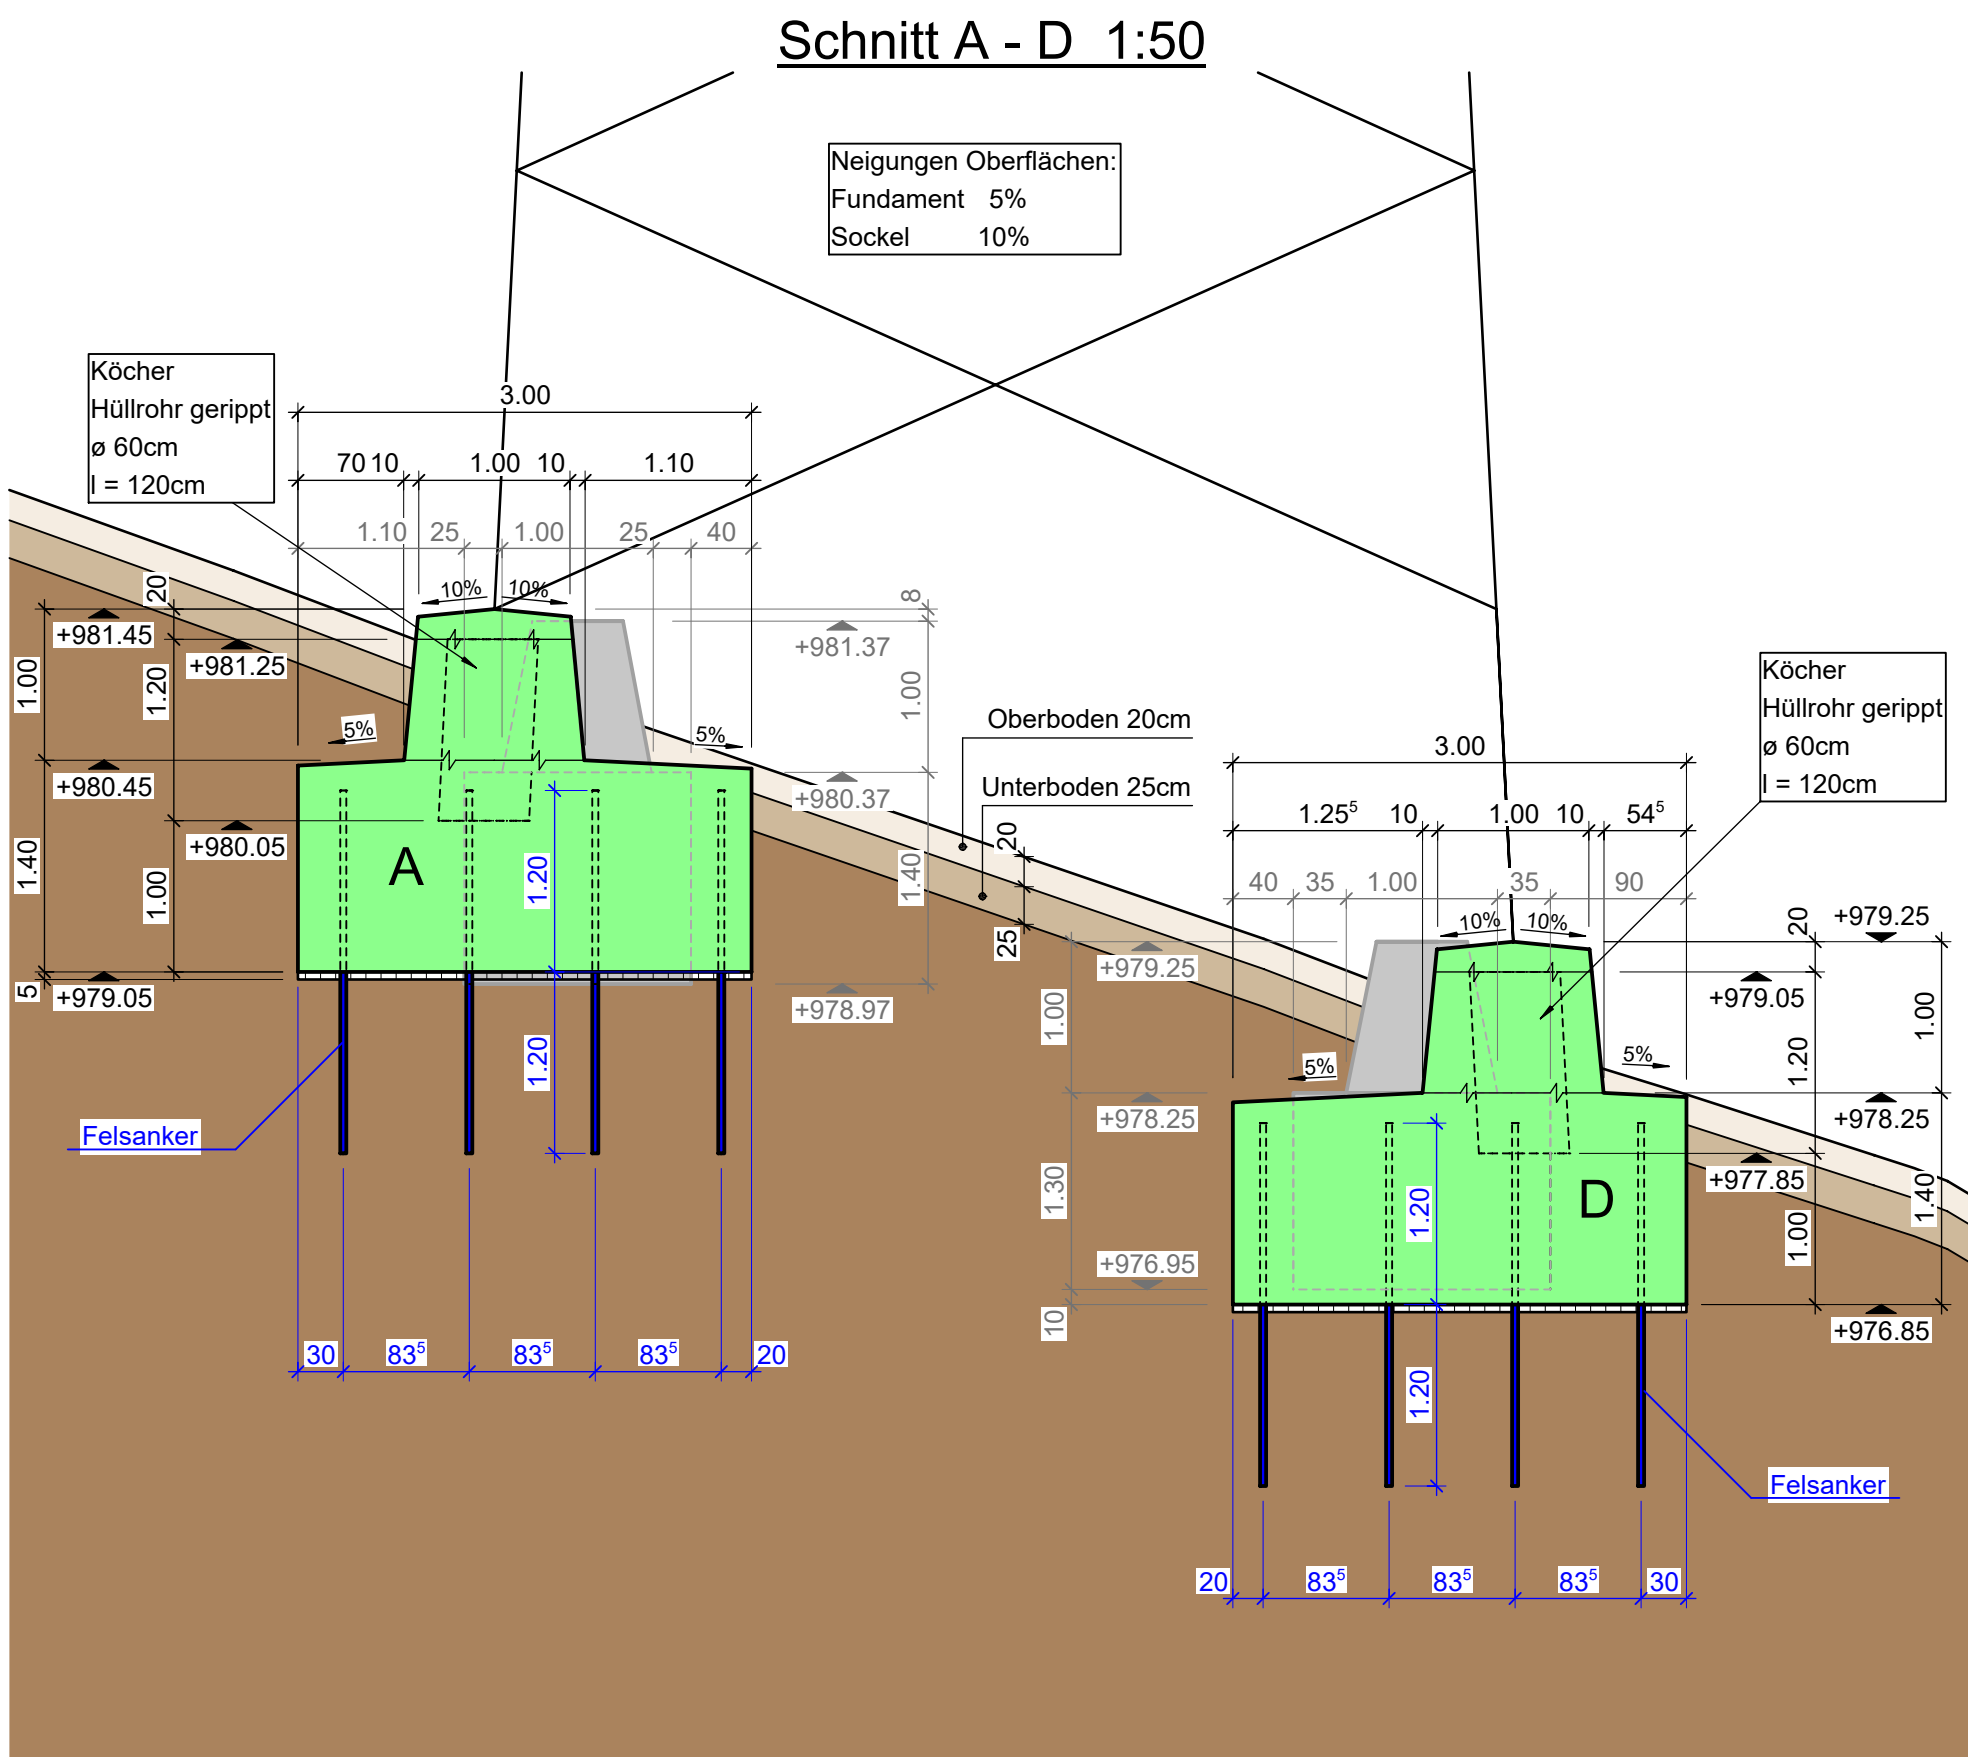 Schnitt A - D 1:50
Neigungen Oberflächen:
Fundament 5%
Sockel 10%
Köcher
Hüllrohr gerippt
ø 60cm
l = 120cm
3.00
70 10 1.00 10 1.10
1.10 25 1.00 25 40
10% 10%
20
+981.45
+981.25
1.00
1.20
5%
5%
+980.45
+980.05
1.40
1.00
5
+979.05
A
1.20
1.20
8
+981.37
1.00
+980.37
1.40
+978.97
Felsanker
30 83⁵ 83⁵ 83⁵ 20
Oberboden 20cm
Unterboden 25cm
20
25
Köcher
Hüllrohr gerippt
ø 60cm
l = 120cm
3.00
1.25⁵ 10 1.00 10 54⁵
40 35 1.00 35 90
10% 10%
+979.25
1.00
5%
5%
+978.25
1.30
+976.95
10
D
1.20
1.20
20
+979.25
+979.05
1.00
1.20
+978.25
+977.85
1.40
1.00
+976.85
Felsanker
20 83⁵ 83⁵ 83⁵ 30